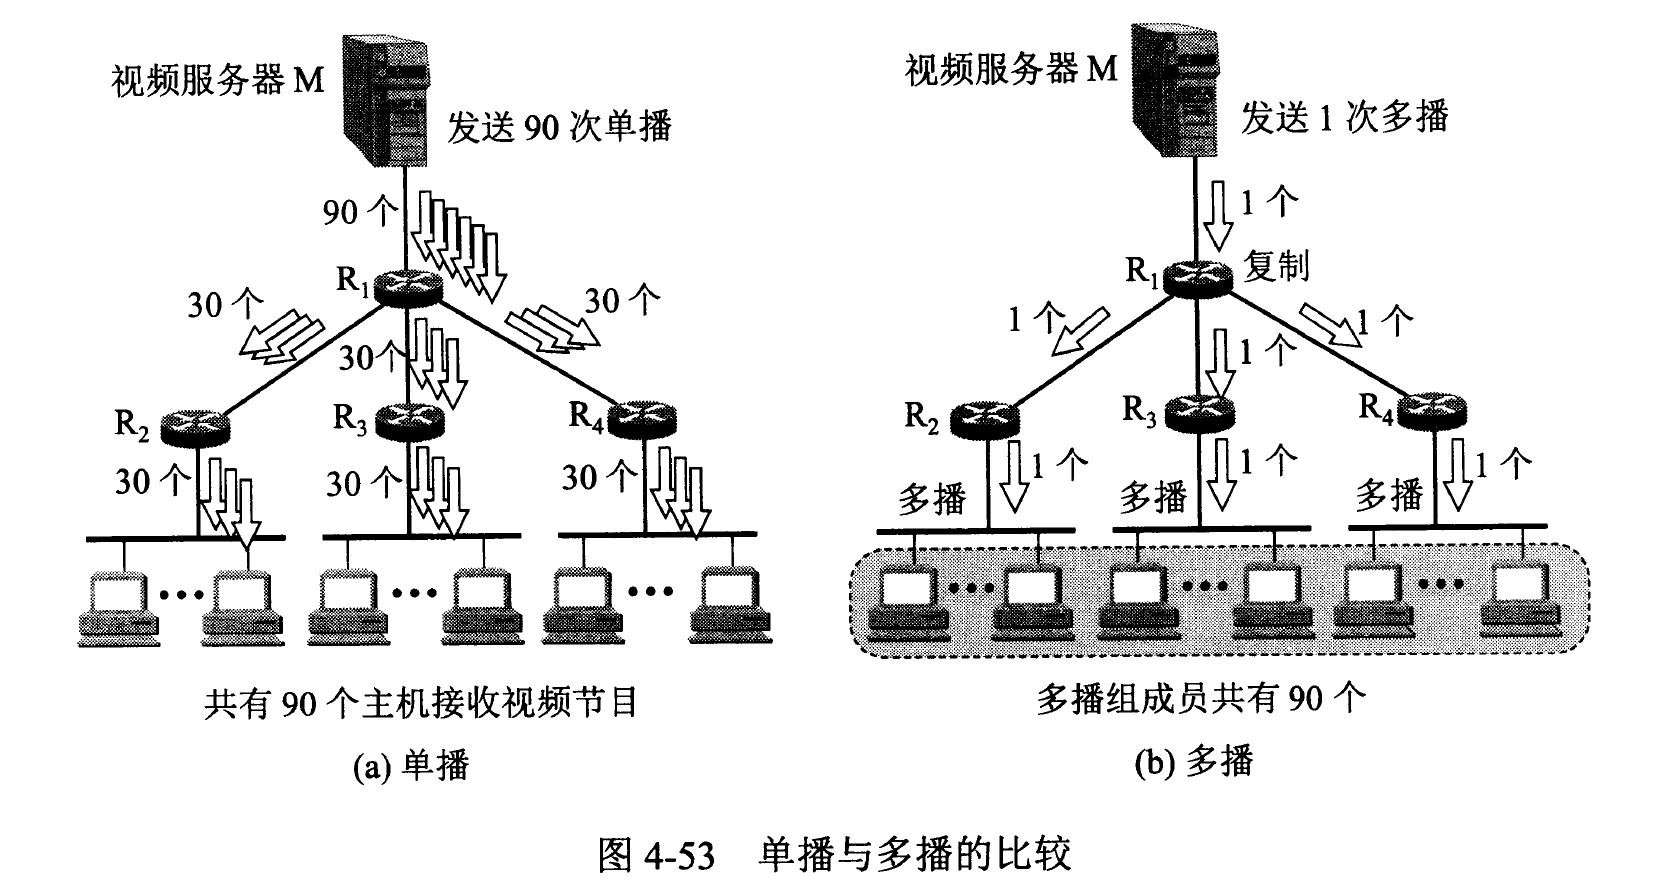 视频服务器 M
发送 90 次单播
90 个
R1
30 个
30 个
30个
R2
R3
R4
30 个
30 个
30 个
共有 90 个主机接收视频节目
(a) 单播
视频服务器 M
发送 1 次多播
1 个
R1
复制
1 个
1 个
1 个
R2
R3
R4
1 个
1 个
1 个
多播
多播
多播
多播组成员共有 90 个
(b) 多播
图 4-53 单播与多播的比较